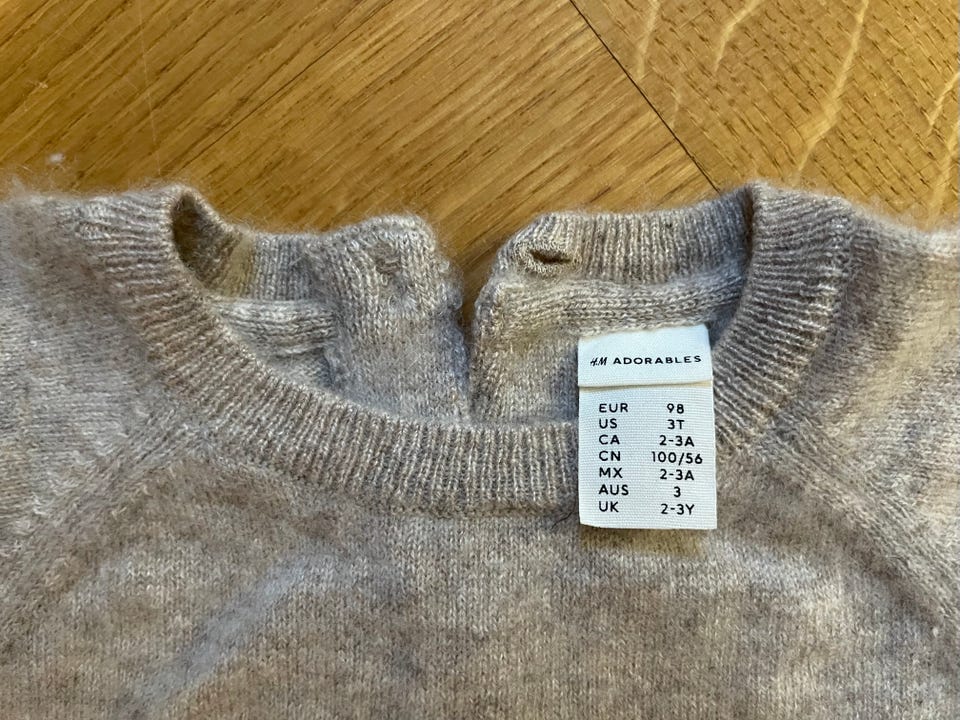 H&M ADORABLES
EUR 98
US 3T
CA 2-3A
CN 100/56
MX 2-3A
AUS 3
UK 2-3Y